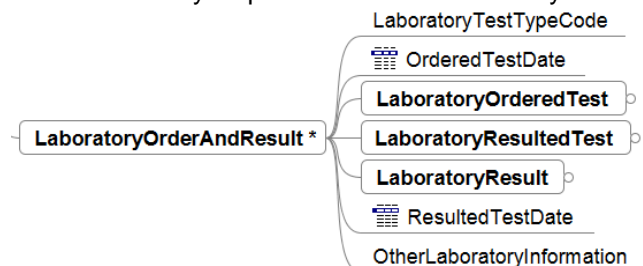 LaboratoryTestTypeCode
OrderedTestDate
LaboratoryOrderedTest
LaboratoryOrderAndResult *
LaboratoryResultedTest
LaboratoryResult
ResultedTestDate
OtherLaboratoryInformation